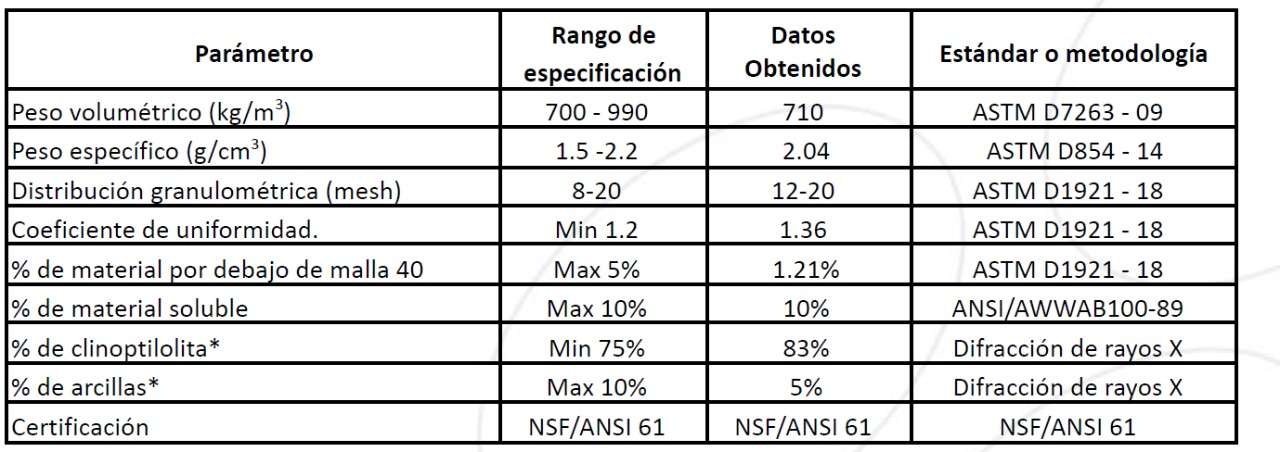 Parámetro Rango de especificación Datos Obtenidos Estándar o metodología
Peso volumétrico (kg/m³) 700 - 990 710 ASTM D7263 - 09
Peso específico (g/cm³) 1.5 -2.2 2.04 ASTM D854 - 14
Distribución granulométrica (mesh) 8-20 12-20 ASTM D1921 - 18
Coeficiente de uniformidad. Min 1.2 1.36 ASTM D1921 - 18
% de material por debajo de malla 40 Max 5% 1.21% ASTM D1921 - 18
% de material soluble Max 10% 10% ANSI/AWWAB100-89
% de clinoptilolita* Min 75% 83% Difracción de rayos X
% de arcillas* Max 10% 5% Difracción de rayos X
Certificación NSF/ANSI 61 NSF/ANSI 61 NSF/ANSI 61